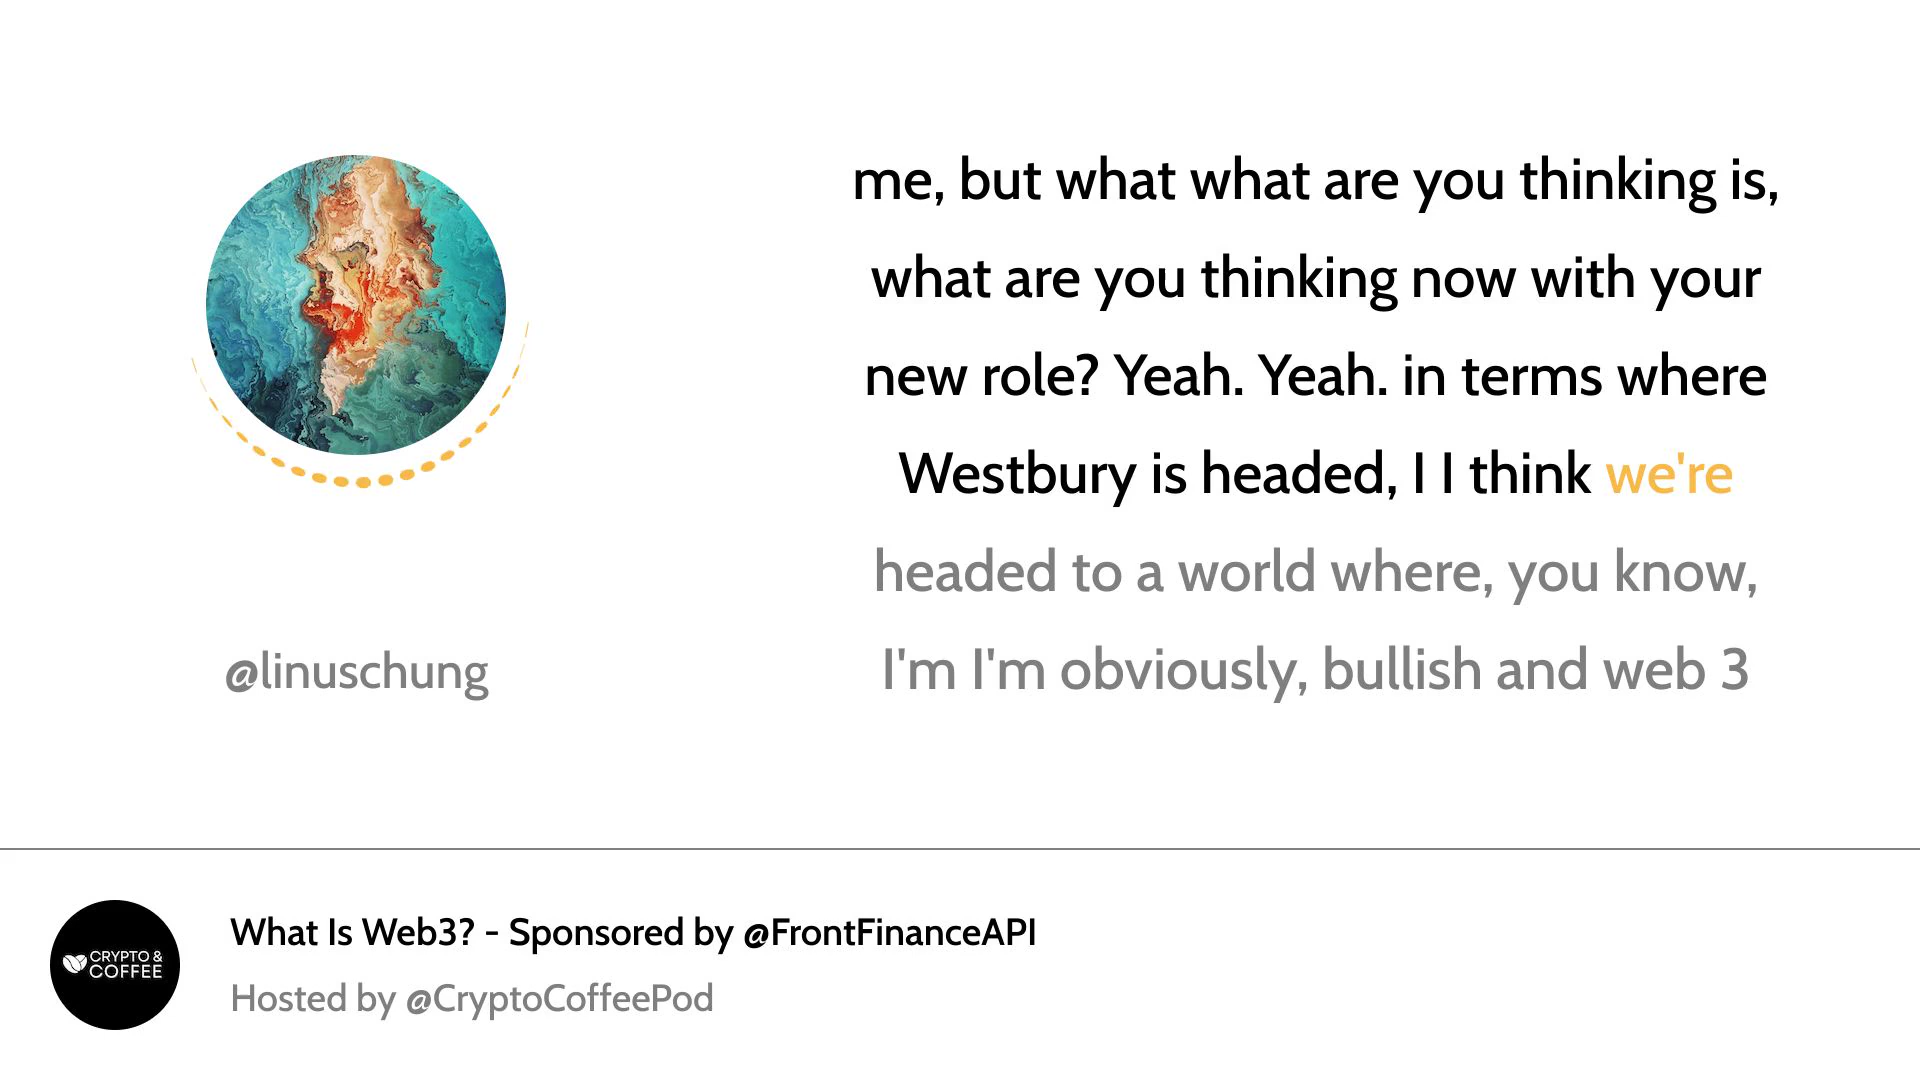 me, but what what are you thinking is,
what are you thinking now with your
new role? Yeah. Yeah. in terms where
Westbury is headed, I I think we're
headed to a world where, you know,
I'm I'm obviously, bullish and web 3
@linuschung
CRYPTO &
COFFEE
What Is Web3? - Sponsored by @FrontFinanceAPI
Hosted by @CryptoCoffeePod